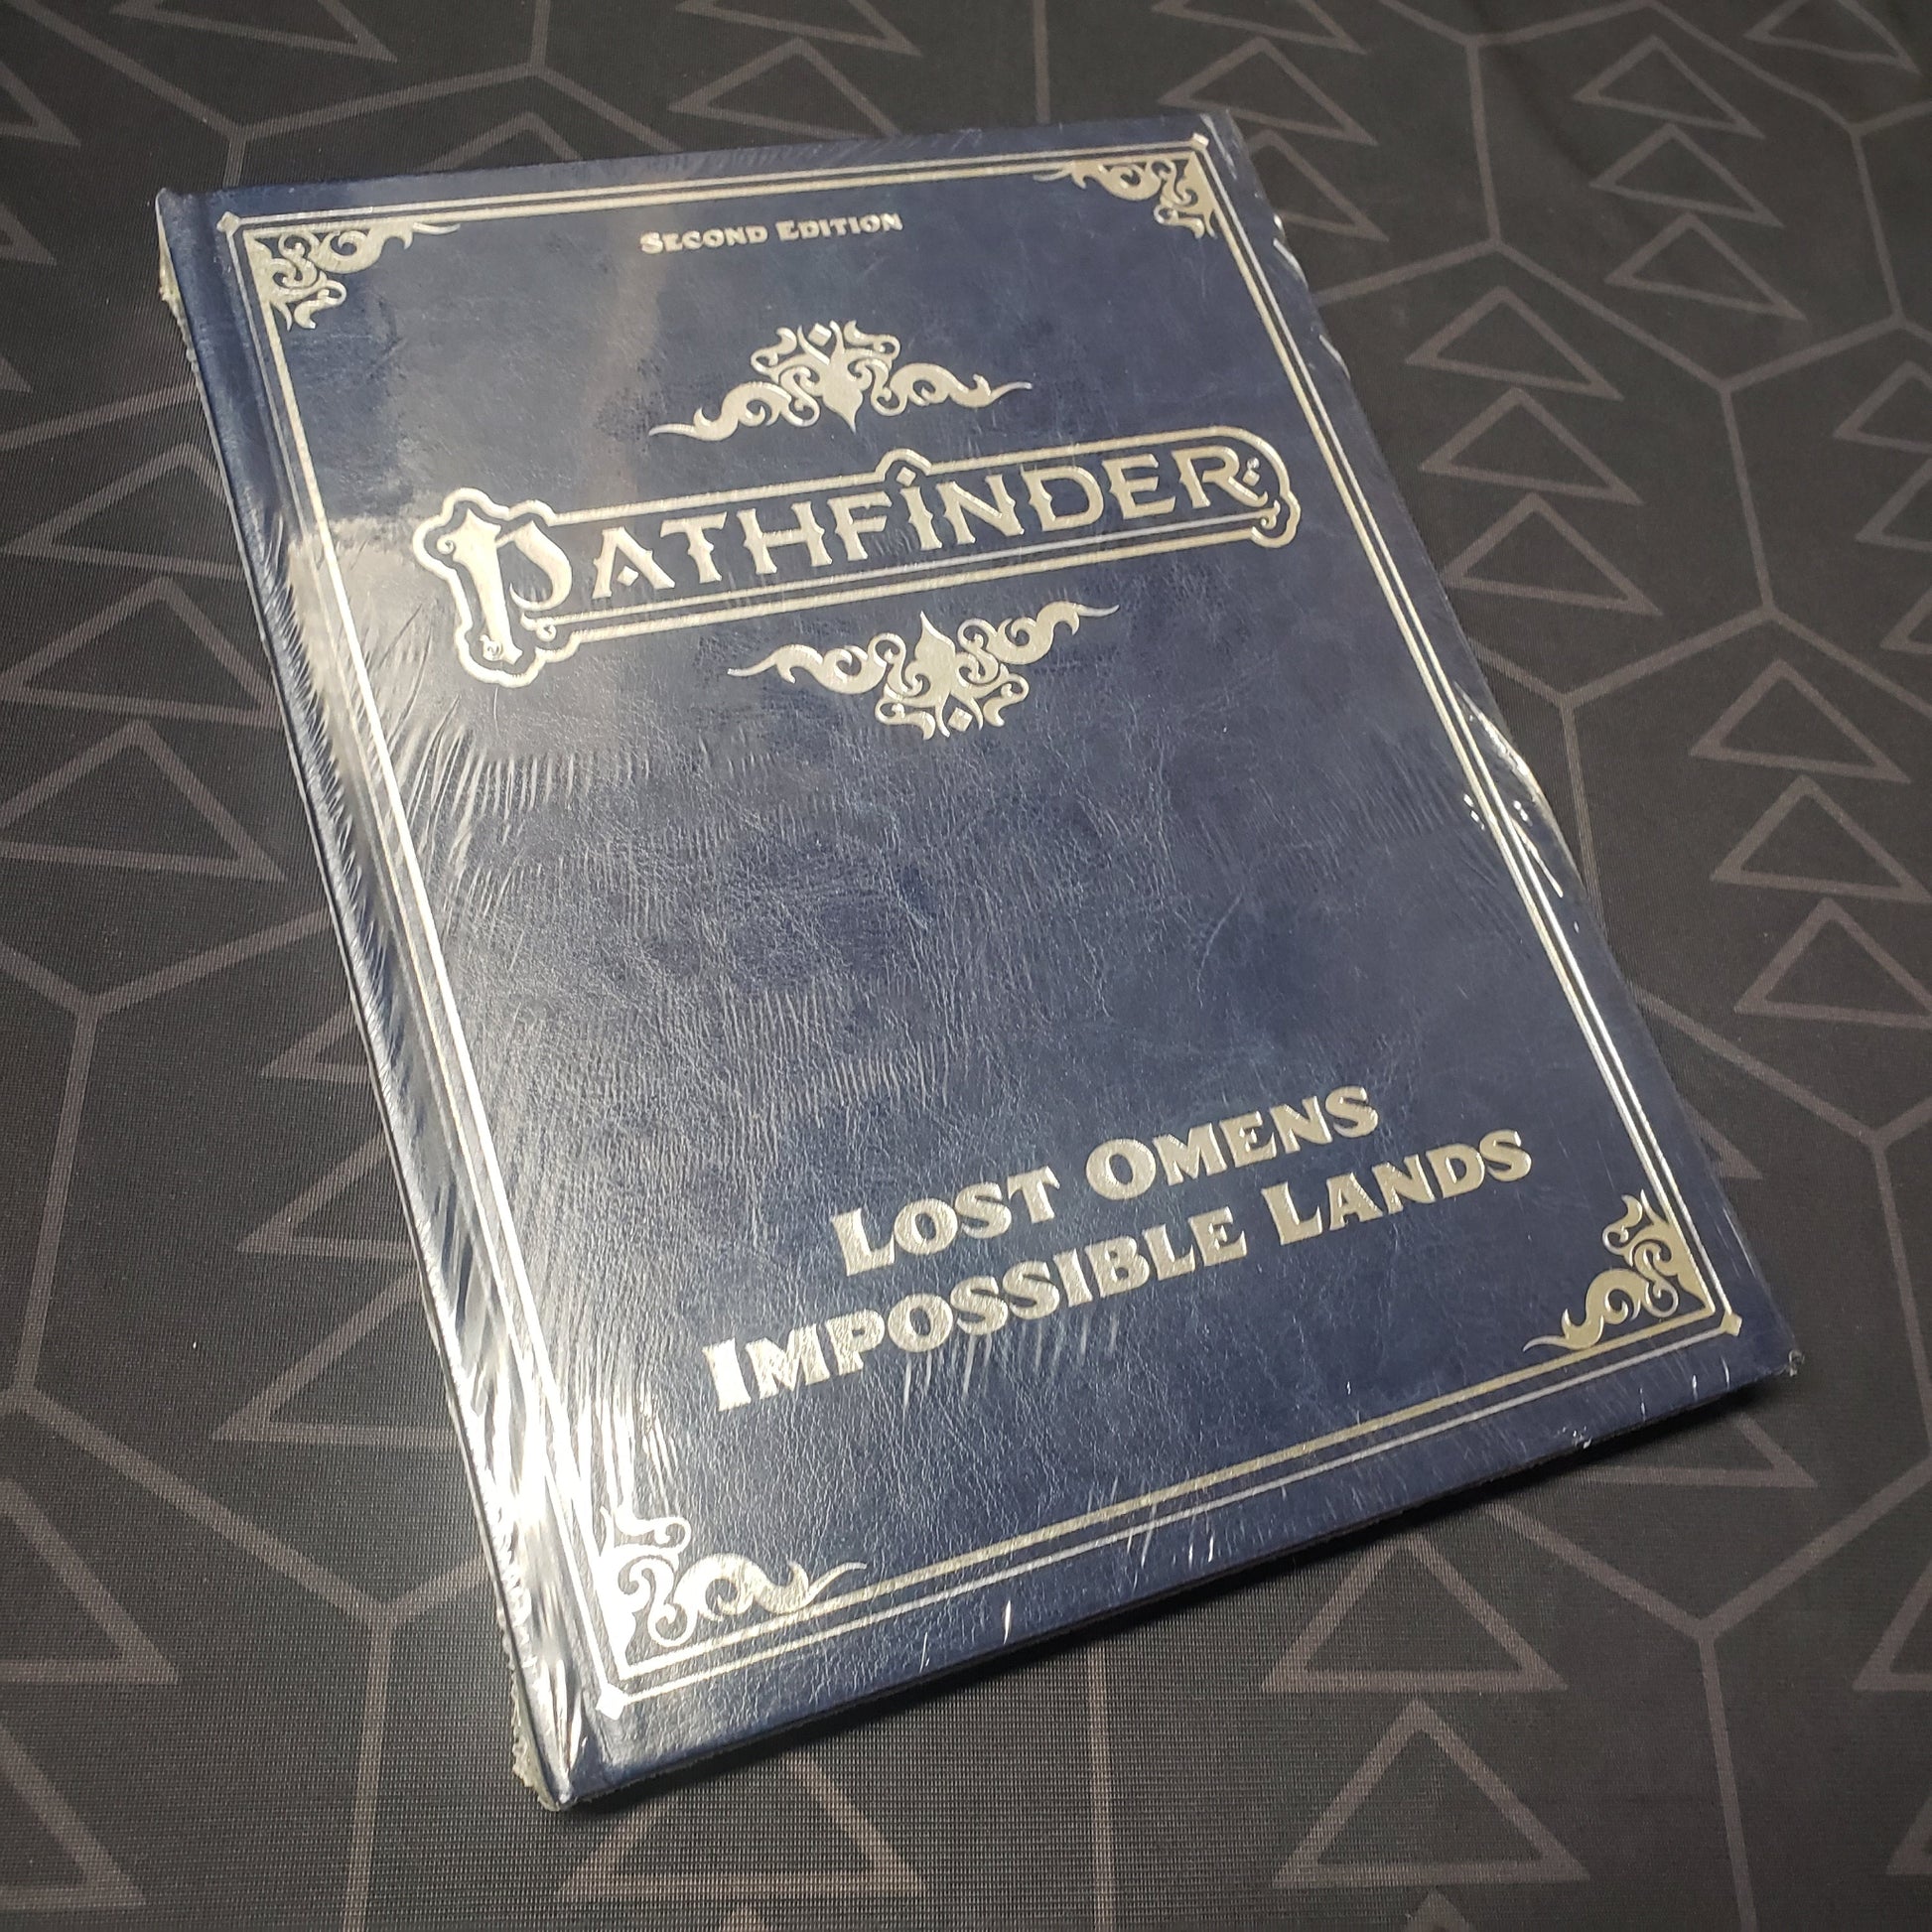 SECOND EDITION
PATHFINDER
LOST OMENS
IMPOSSIBLE LANDS